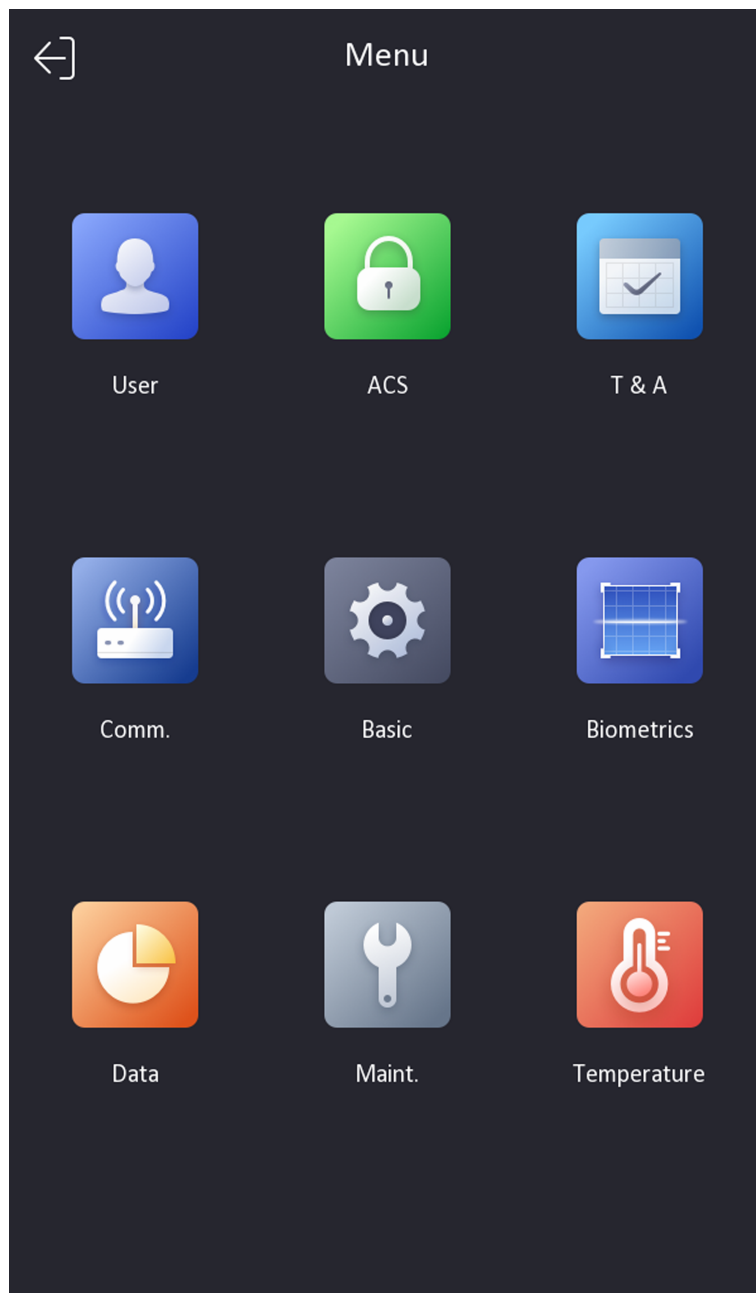 Menu
User
ACS
T & A
Comm.
Basic
Biometrics
Data
Maint.
Temperature